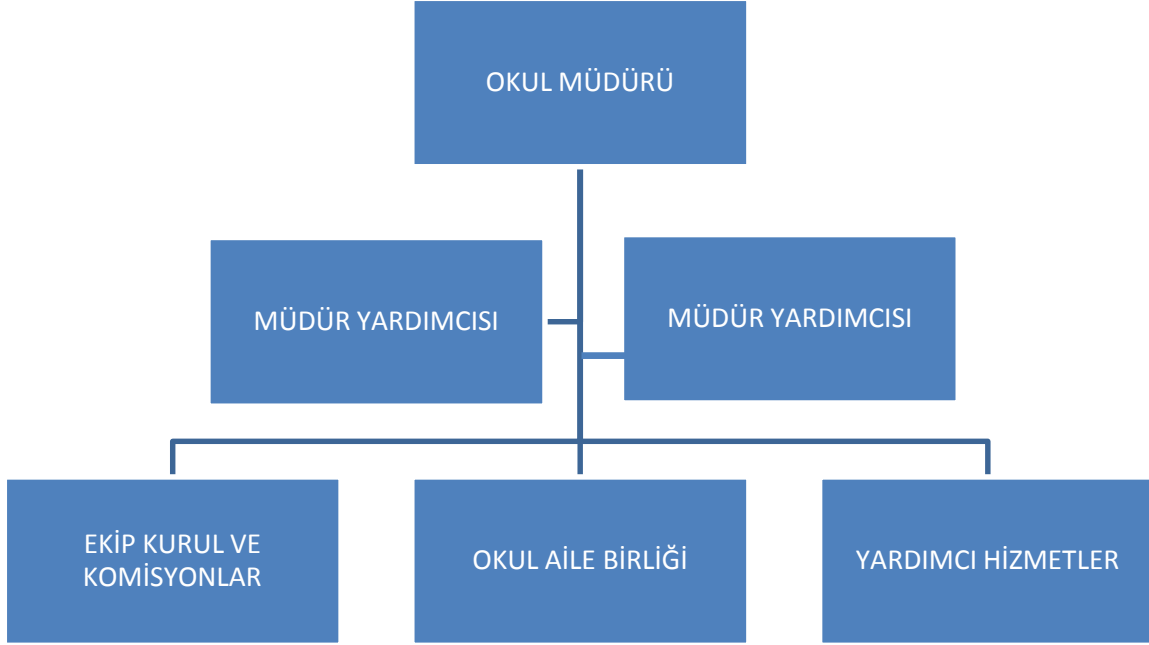 OKUL MÜDÜRÜ
MÜDÜR YARDIMCISI
MÜDÜR YARDIMCISI
EKİP KURUL VE
KOMİSYONLAR
OKUL AİLE BİRLİĞİ
YARDIMCI HİZMETLER